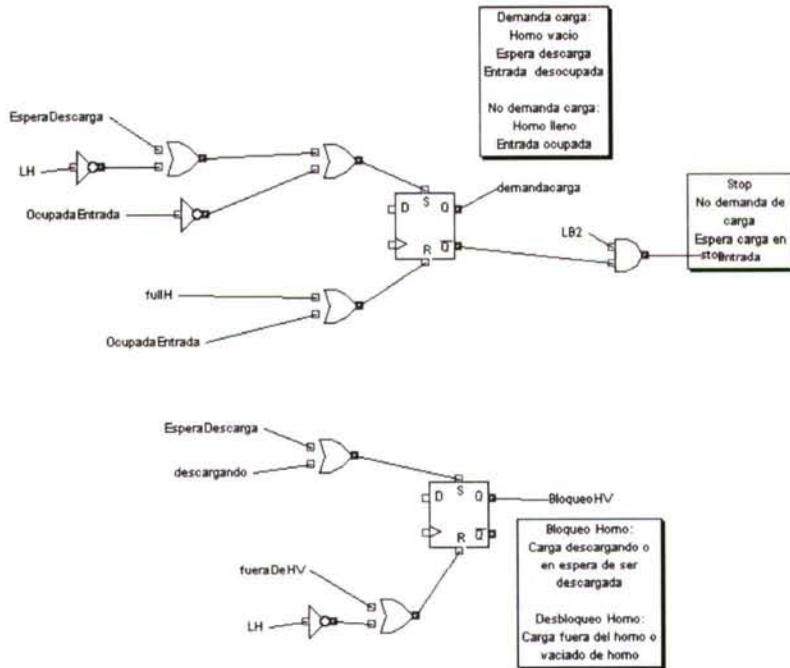 Demanda carga:
Horno vacio
Espera descarga
Entrada desocupada
No demanda carga:
Horno lleno
Entrada ocupada
EsperaDescarga
LH
OcupadaEntrada
D S Q
R Q
demandacarga
LB2
Stop
No demanda de
carga
Espera carga en
Entrada
stop
fullH
OcupadaEntrada
EsperaDescarga
descargando
D S Q
R Q
BloqueoHV
fueraDeHV
LH
Bloqueo Horno:
Carga descargando o
en espera de ser
descargada
Desbloqueo Horno:
Carga fuera del horno o
vaciado de horno